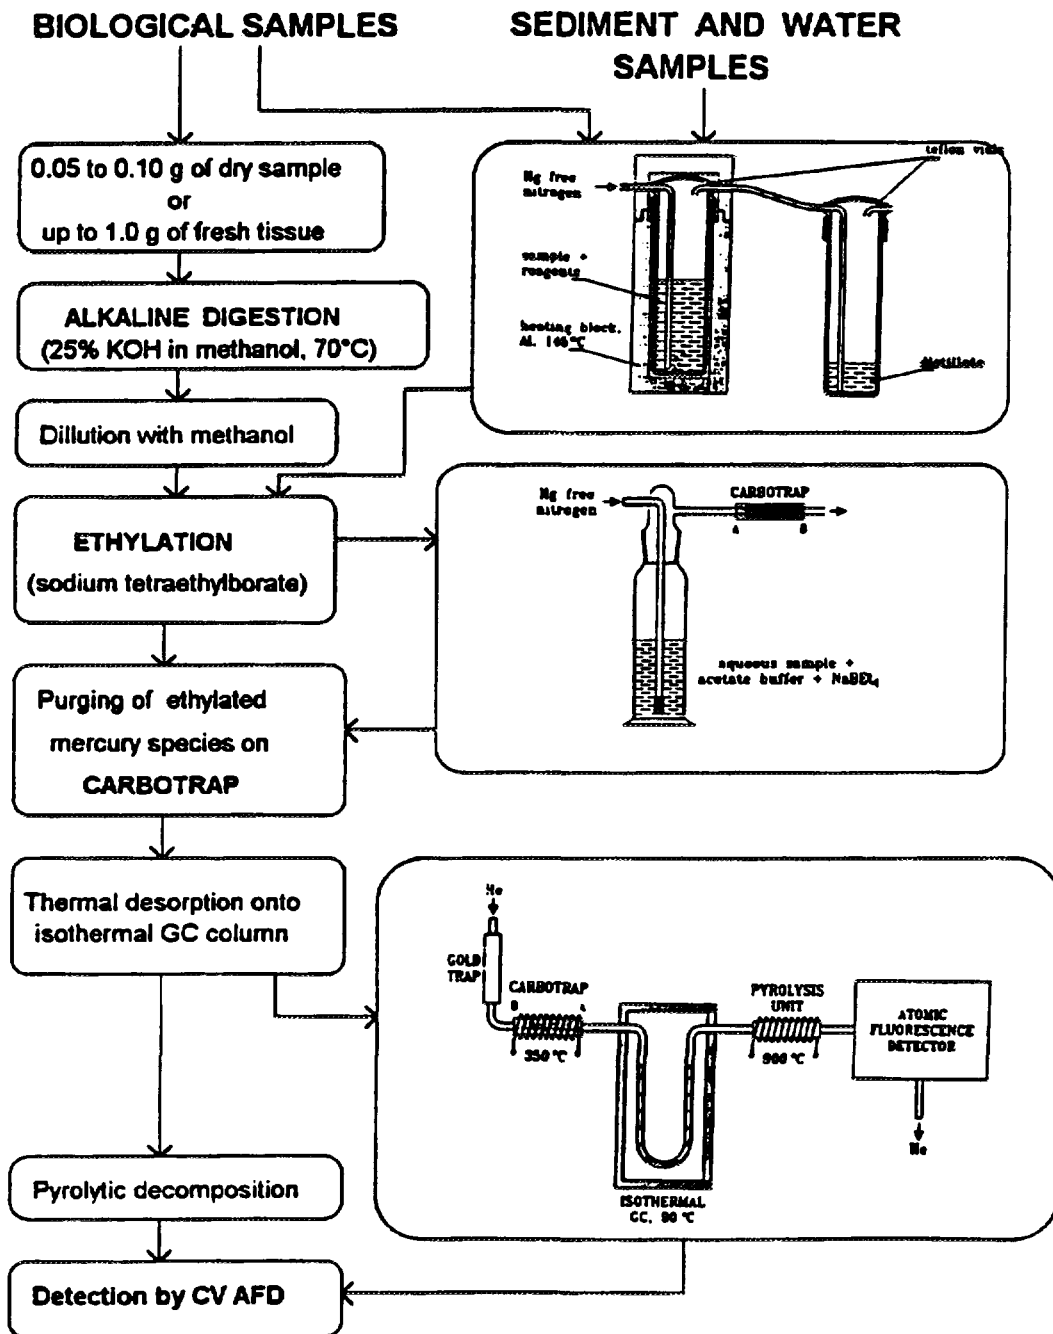 BIOLOGICAL SAMPLES
SEDIMENT AND WATER
SAMPLES
0.05 to 0.10 g of dry sample
or
up to 1.0 g of fresh tissue
ALKALINE DIGESTION
(25% KOH in methanol, 70°C)
Dillution with methanol
ETHYLATION
(sodium tetraethylborate)
Purging of ethylated
mercury species on
CARBOTRAP
Thermal desorption onto
isothermal GC column
Pyrolytic decomposition
Detection by CV AFD
teflon vials
Hg free
nitrogen
sample +
reagents
heating block,
Al, 145°C
distillate
Hg free
nitrogen
CARBOTRAP
A B
aqueous sample +
acetate buffer + NaBEt4
He
GOLD
TRAP
CARBOTRAP
B A
350 °C
PYROLYSIS
UNIT
900 °C
ATOMIC
FLUORESCENCE
DETECTOR
He
ISOTHERMAL
GC, 90 °C